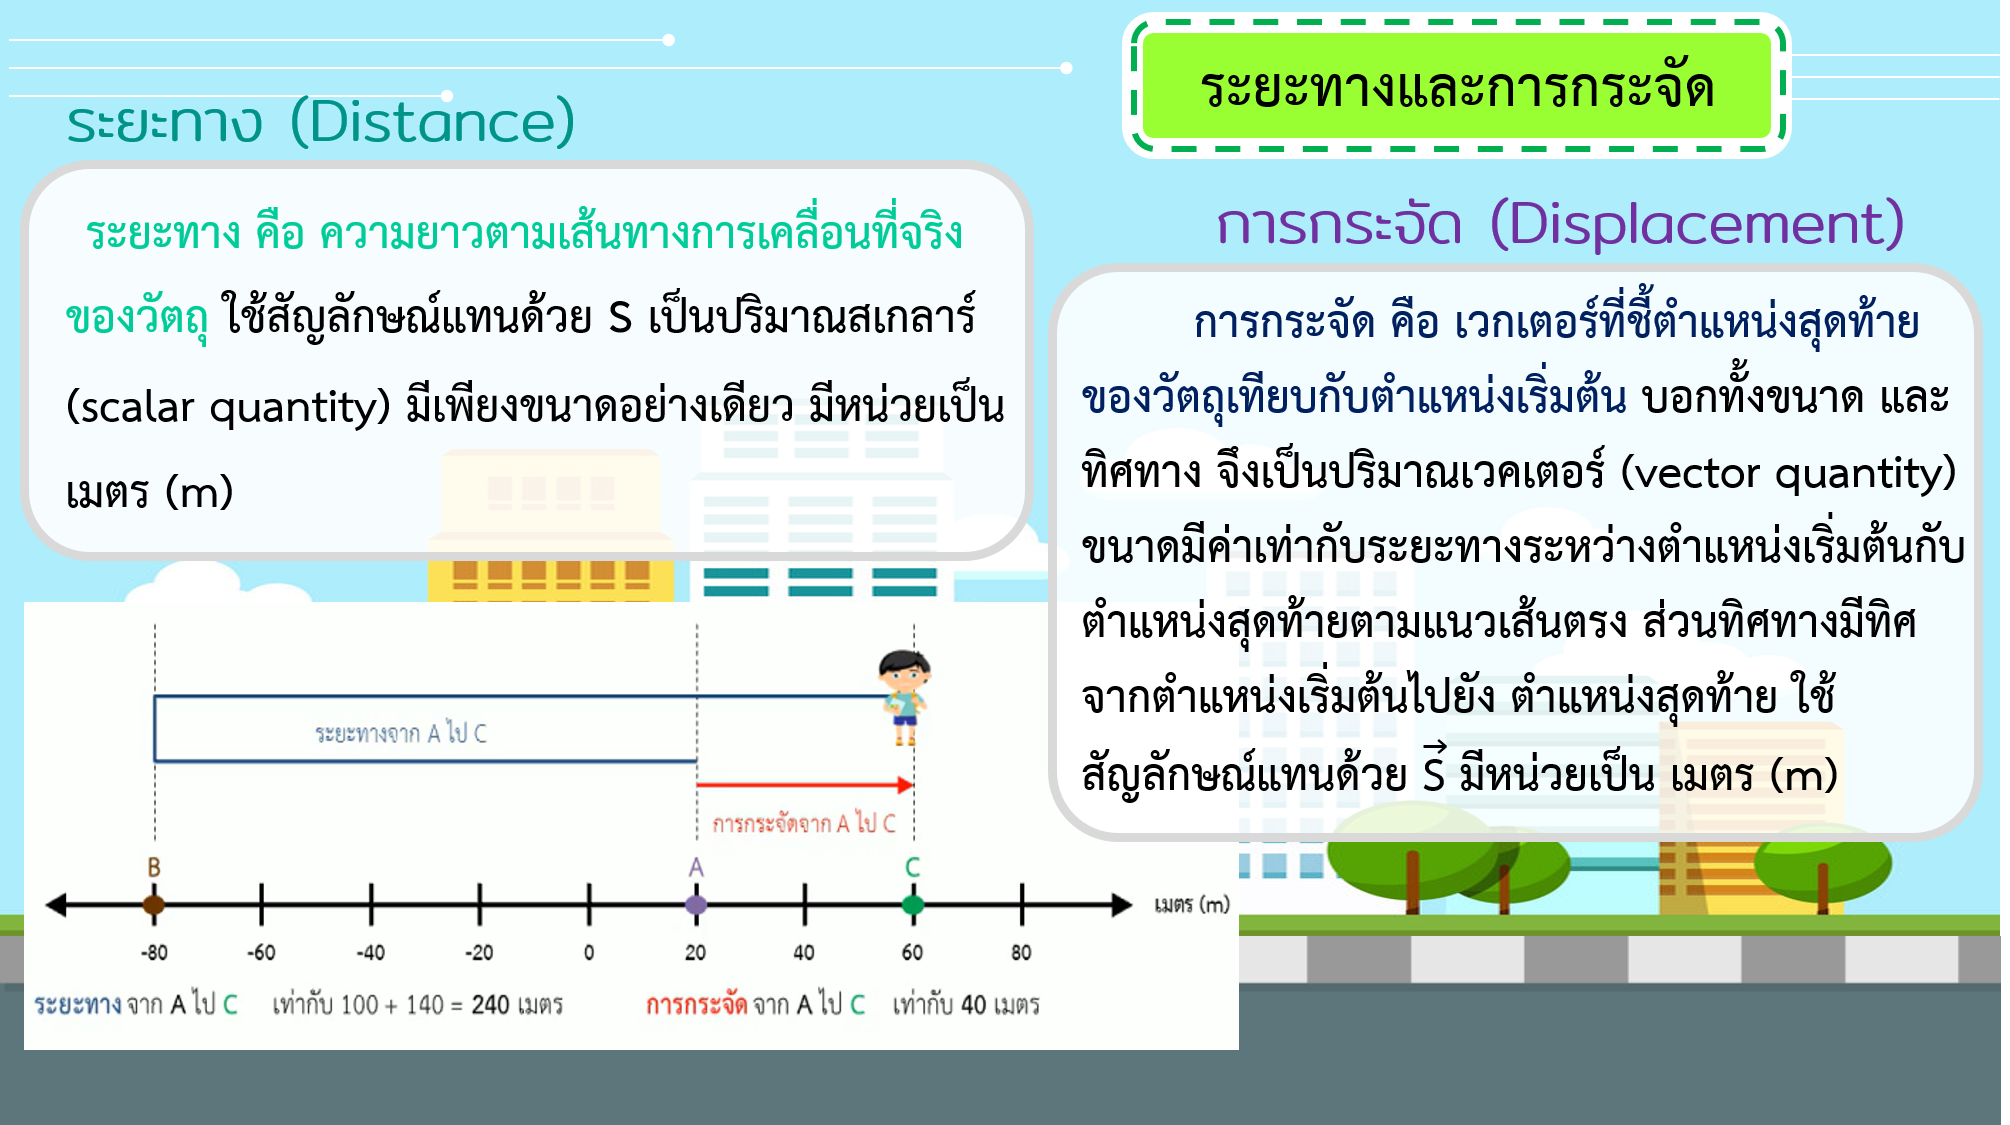 ระยะทางและการกระจัด
ระยะทาง (Distance)
ระยะทาง คือ ความยาวตามเส้นทางการเคลื่อนที่จริง
ของวัตถุ ใช้สัญลักษณ์แทนด้วย S เป็นปริมาณสเกลาร์
(scalar quantity) มีเพียงขนาดอย่างเดียว มีหน่วยเป็น
เมตร (m)
การกระจัด (Displacement)
การกระจัด คือ เวกเตอร์ที่ชี้ตำแหน่งสุดท้าย
ของวัตถุเทียบกับตำแหน่งเริ่มต้น บอกทั้งขนาด และ
ทิศทาง จึงเป็นปริมาณเวคเตอร์ (vector quantity)
ขนาดมีค่าเท่ากับระยะทางระหว่างตำแหน่งเริ่มต้นกับ
ตำแหน่งสุดท้ายตามแนวเส้นตรง ส่วนทิศทางมีทิศ
จากตำแหน่งเริ่มต้นไปยัง ตำแหน่งสุดท้าย ใช้
สัญลักษณ์แทนด้วย S⃗ มีหน่วยเป็น เมตร (m)
ระยะทางจาก A ไป C
การกระจัดจาก A ไป C
B A C
เมตร (m)
-80 -60 -40 -20 0 20 40 60 80
ระยะทาง จาก A ไป C เท่ากับ 100 + 140 = 240 เมตร
การกระจัด จาก A ไป C เท่ากับ 40 เมตร